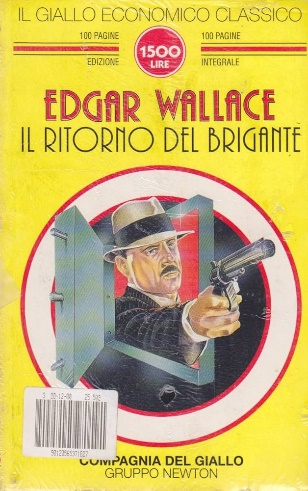 IL GIALLO ECONOMICO CLASSICO
100 PAGINE
1500
LIRE
100 PAGINE
EDIZIONE
INTEGRALE
EDGAR WALLACE
IL RITORNO DEL BRIGANTE
COMPAGNIA DEL GIALLO
GRUPPO NEWTON